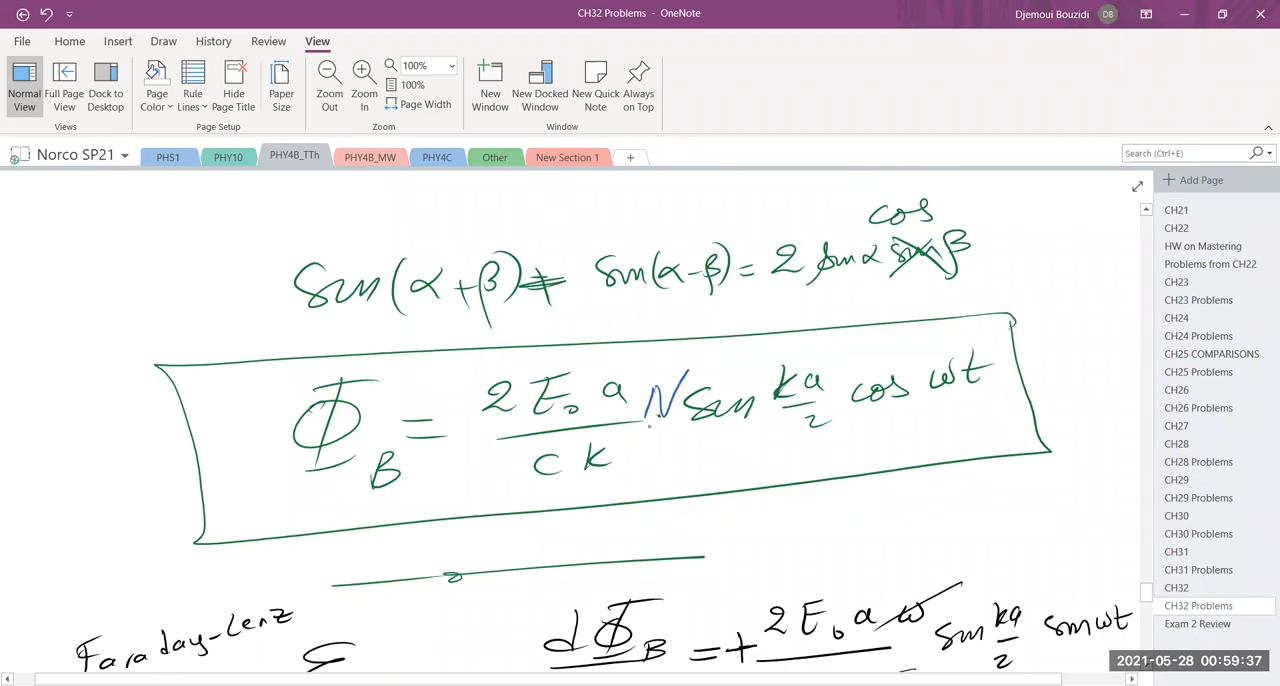 CH32 Problems - OneNote
Djemoui Bouzidi DB
File Home Insert Draw History Review View
Normal View Full Page View Dock to Desktop Page Color Rule Lines Hide Page Title Paper Size Zoom Out Zoom In 100% 100% Page Width New Window New Docked Window New Quick Note Always on Top
Views Page Setup Zoom Window
Norco SP21 PHS1 PHY10 PHY4B_TTh PHY4B_MW PHY4C Other New Section 1 + Search (Ctrl+E)
+ Add Page
CH21
CH22
HW on Mastering
Problems from CH22
CH23
CH23 Problems
CH24
CH24 Problems
CH25 COMPARISONS
CH25 Problems
CH26
CH26 Problems
CH27
CH28
CH28 Problems
CH29
CH29 Problems
CH30
CH30 Problems
CH31
CH31 Problems
CH32
CH32 Problems
Exam 2 Review
cos
Sin(α+β) + Sin(α-β) = 2 sin α sin β
Φ_B = 2 E₀ a N / c k sin ka/2 cos ωt
Faraday-Lenz
dΦ_B = + 2 E₀ a ω sin ka/2 sin ωt
2021-05-28 00:59:37